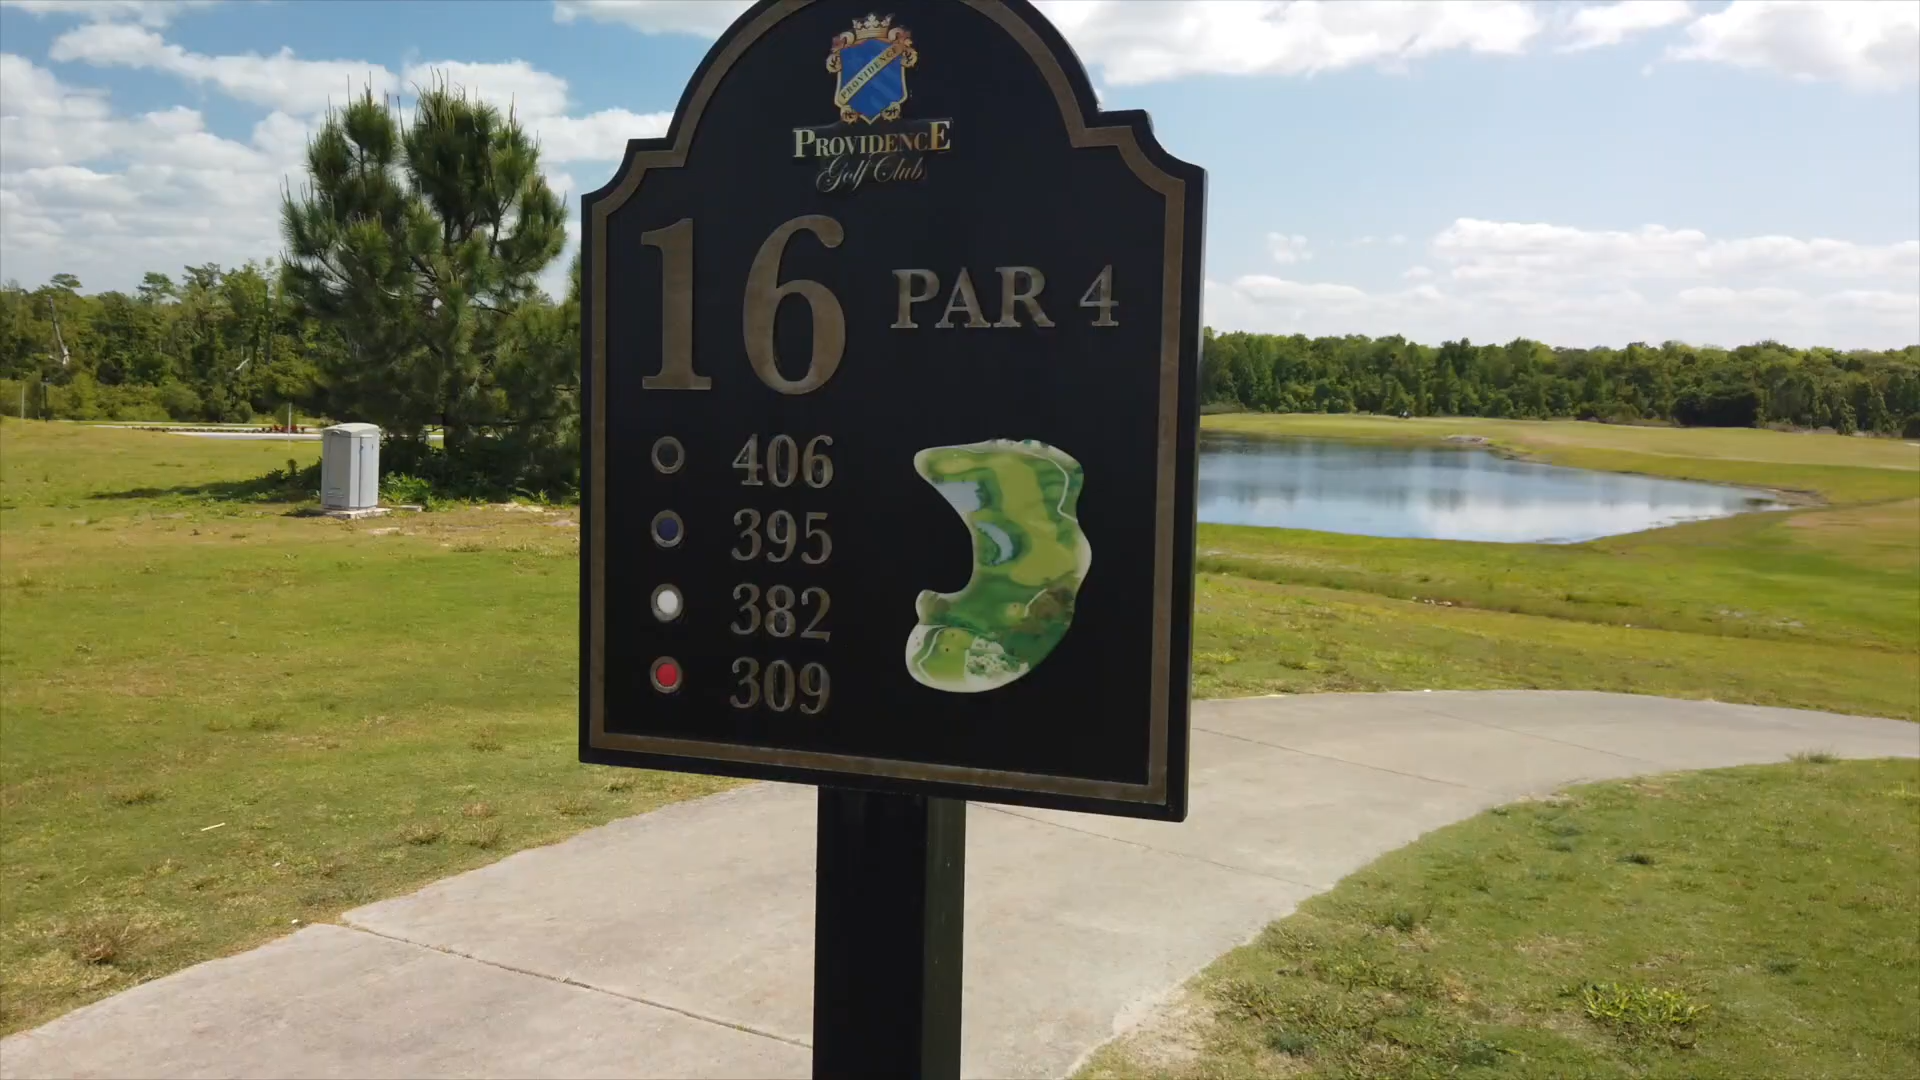 PROVIDENCE
PROVIDENCE
Golf Club
16 PAR 4
406
395
382
309